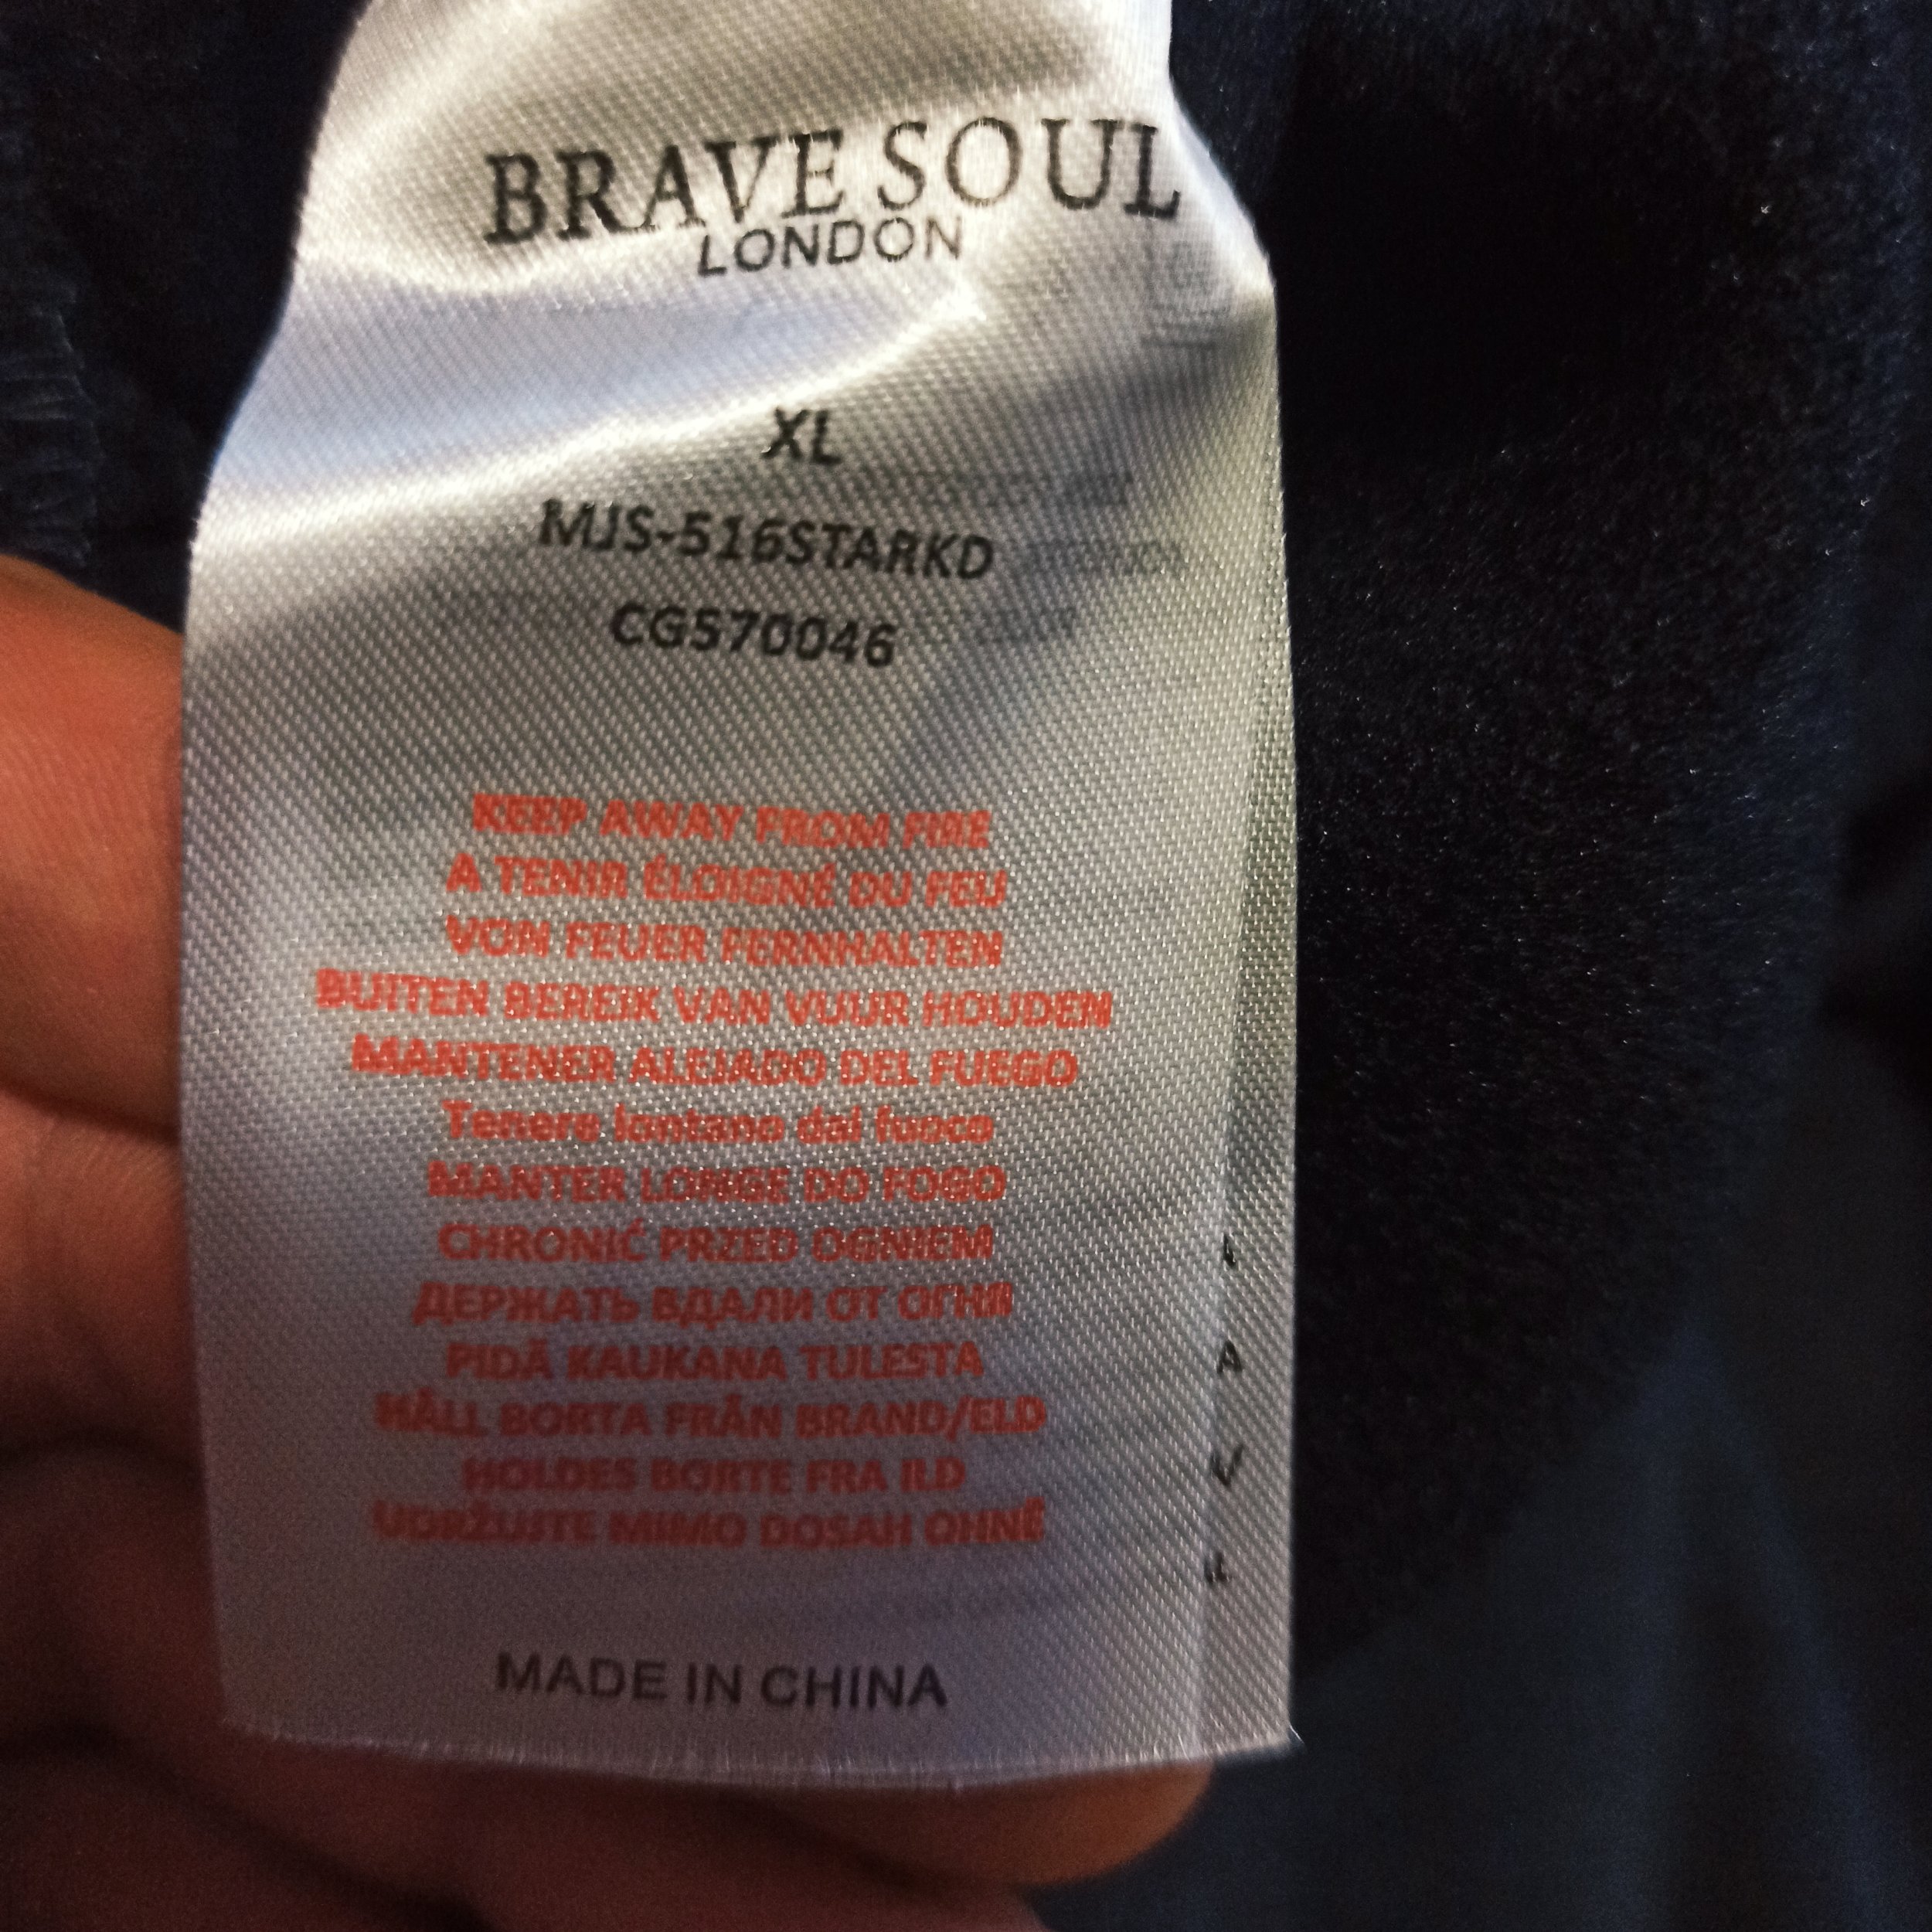 BRAVE SOUL
LONDON
XL
MJS-516STARKD
CG570046
KEEP AWAY FROM FIRE
A TENIR ÉLOIGNÉ DU FEU
VON FEUER FERNHALTEN
BUITEN BEREIK VAN VUUR HOUDEN
MANTENER ALEJADO DEL FUEGO
Tenere lontano dal fuoco
MANTER LONGE DO FOGO
CHRONIĆ PRZED OGNIEM
ДЕРЖАТЬ ВДАЛИ ОТ ОГНЯ
PIDÄ KAUKANA TULESTA
HÅLL BORTA FRÅN BRAND/ELD
HOLDES BORTE FRA ILD
UDRŽUJTE MIMO DOSAH OHNĚ
MADE IN CHINA